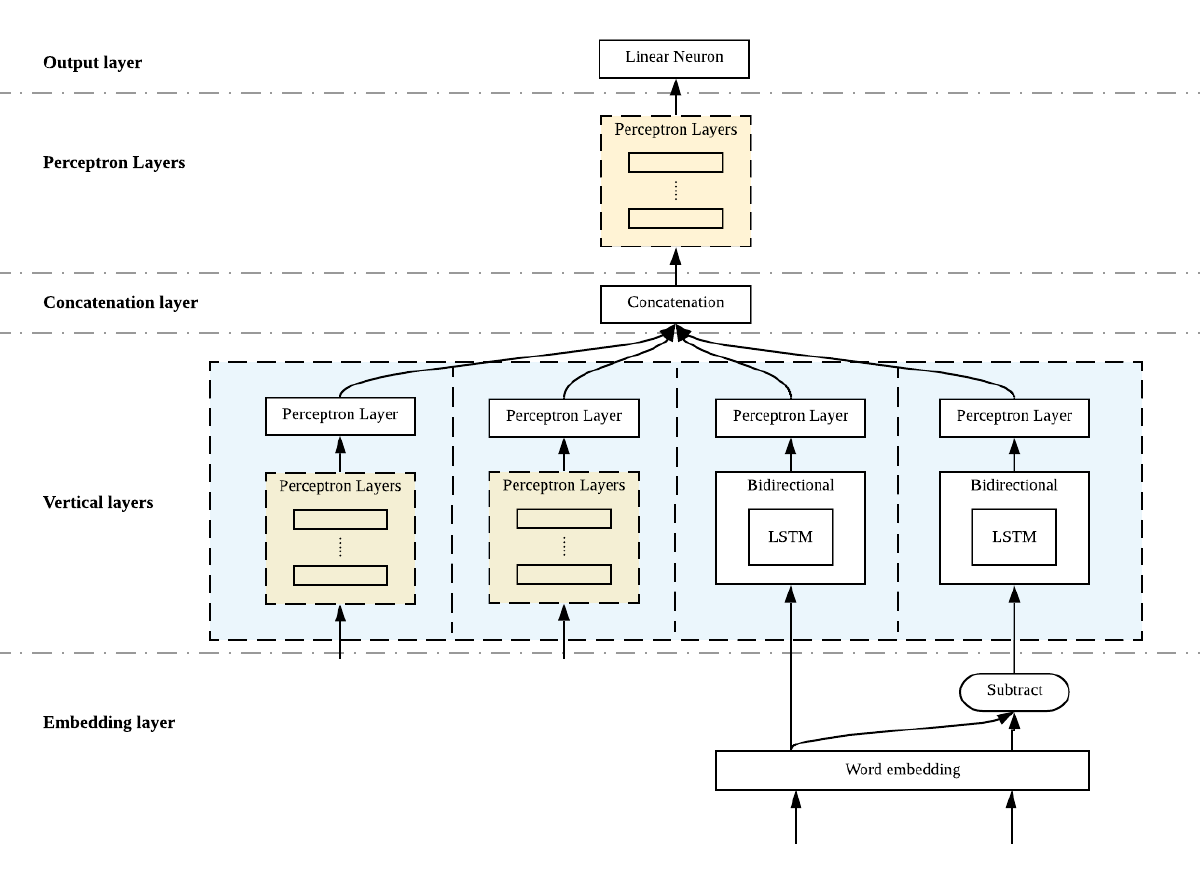 Output layer
Linear Neuron
Perceptron Layers
Perceptron Layers
Concatenation layer
Concatenation
Vertical layers
Perceptron Layer
Perceptron Layer
Perceptron Layer
Perceptron Layer
Perceptron Layers
Perceptron Layers
Bidirectional
LSTM
Bidirectional
LSTM
Embedding layer
Subtract
Word embedding